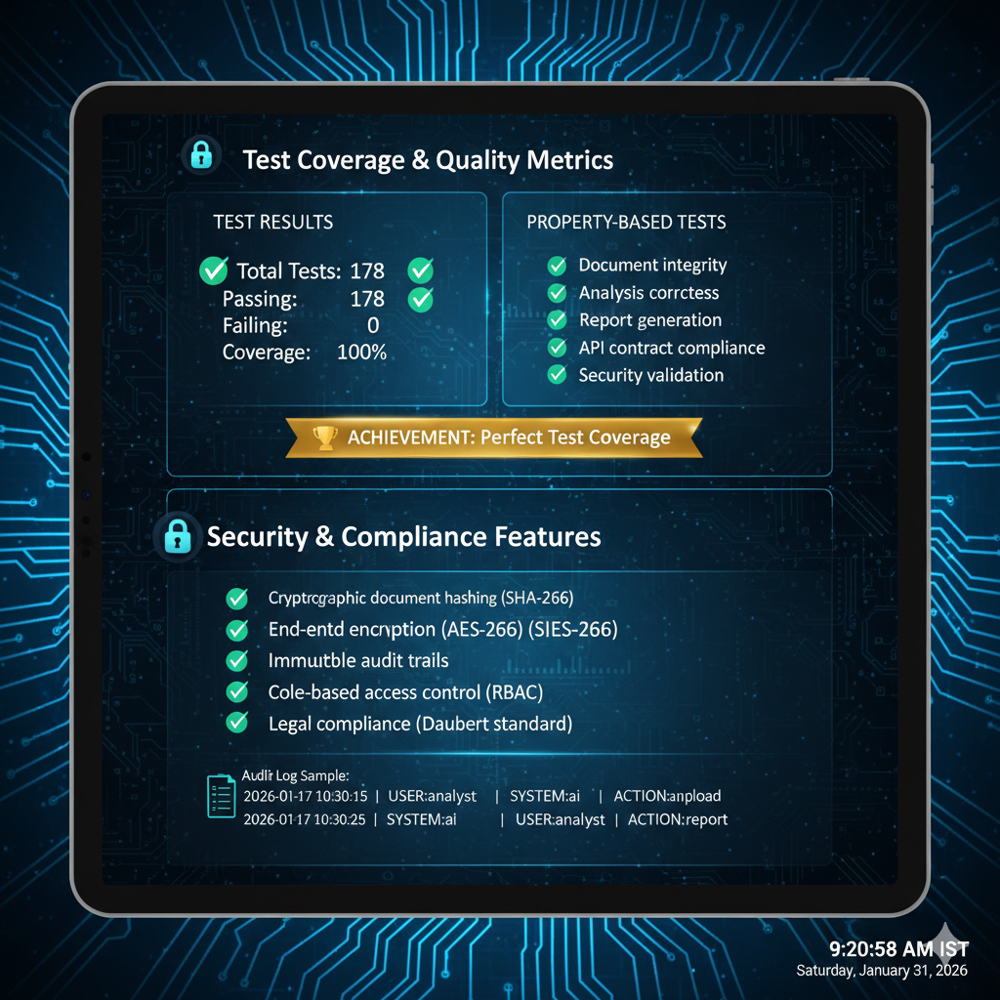 Test Coverage & Quality Metrics
TEST RESULTS
Total Tests: 178
Passing: 178
Failing: 0
Coverage: 100%
PROPERTY-BASED TESTS
Document integrity
Analysis corrctess
Report generation
API contract compliance
Security validation
ACHIEVEMENT: Perfect Test Coverage
Security & Compliance Features
Cryptrcgraphic document hashing (SHA-266)
End-entd encryption (AES-266) (S|ES-266)
Immutble audit trails
Cole-based access control (RBAC)
Legal compliance (Daubert standard)
Audir Log Sample:
2026-01-17 10:30:15 | USER:analyst | SYSTEM:ai | ACTION:anpload
2026-01-17 10:30:25 | SYSTEM:ai | USER:analyst | ACTION:report
9:20:58 AM IST
Saturday, January 31, 2026